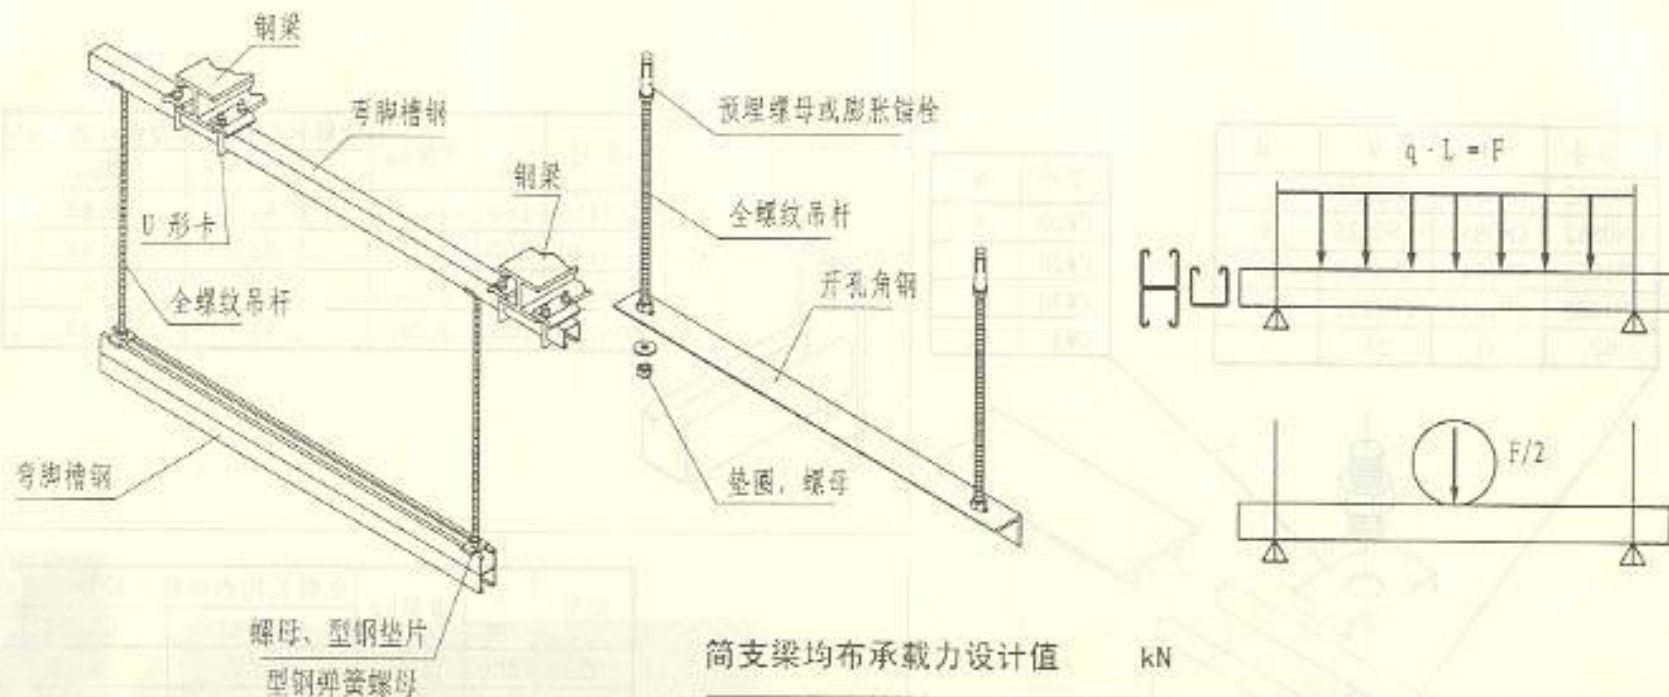 钢梁
弯脚槽钢
钢梁
U 形卡
全螺纹吊杆
弯脚槽钢
螺母、型钢垫片
型钢弹簧螺母
预埋螺母或膨胀锚栓
全螺纹吊杆
开孔角钢
垫圈，螺母
q · L = F
F/2
简支梁均布承载力设计值 kN